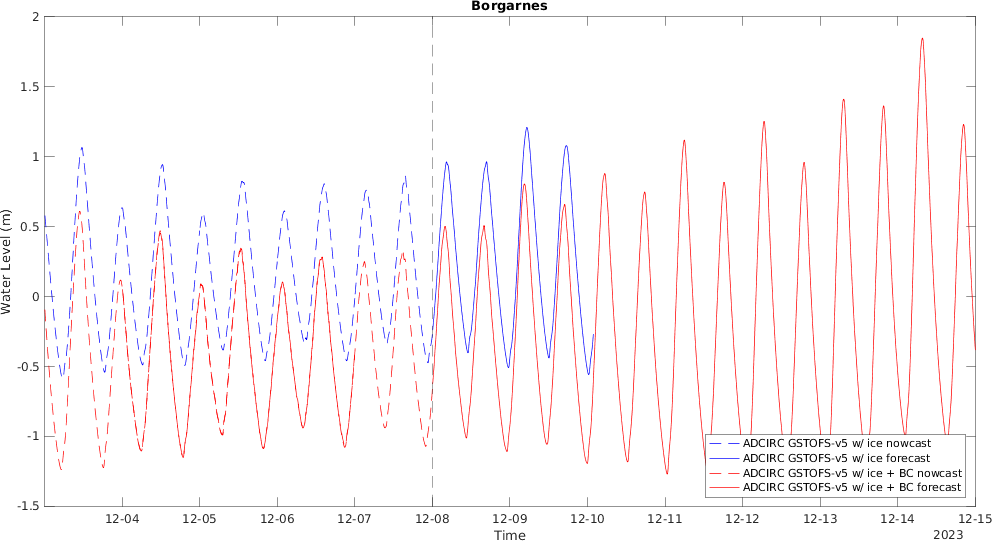 Borgarnes
2
1.5
1
0.5
0
-0.5
-1
-1.5
Water Level (m)
ADCIRC GSTOFS-v5 w/ ice nowcast
ADCIRC GSTOFS-v5 w/ ice forecast
ADCIRC GSTOFS-v5 w/ ice + BC nowcast
ADCIRC GSTOFS-v5 w/ ice + BC forecast
12-04 12-05 12-06 12-07 12-08 12-09 12-10 12-11 12-12 12-13 12-14 12-15
Time
2023